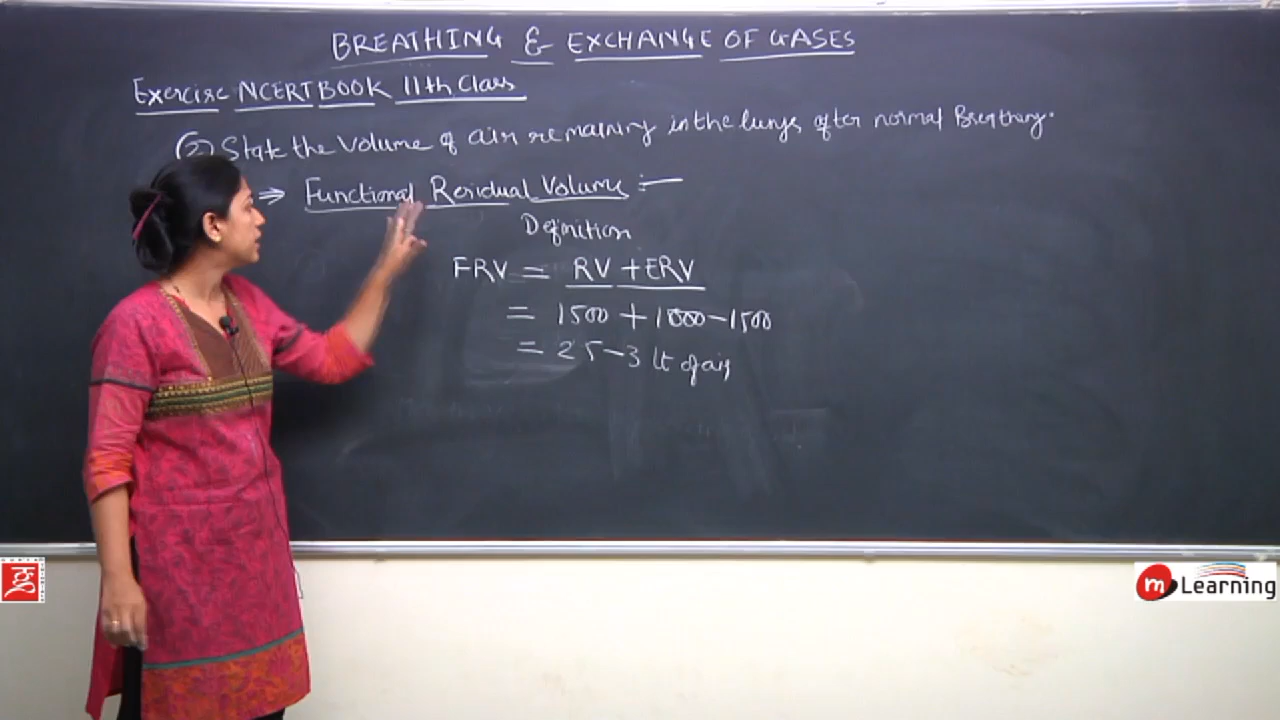 BREATHING & EXCHANGE OF GASES
Exercise NCERT BOOK 11th Class
(2) State the Volume of air remaining in the lungs after normal Breathing.
⇒ Functional Residual Volume :—
Definition
FRV = RV + ERV
= 1500 + 1000 – 1500
= 2 5 – 3 lt of air
m Learning